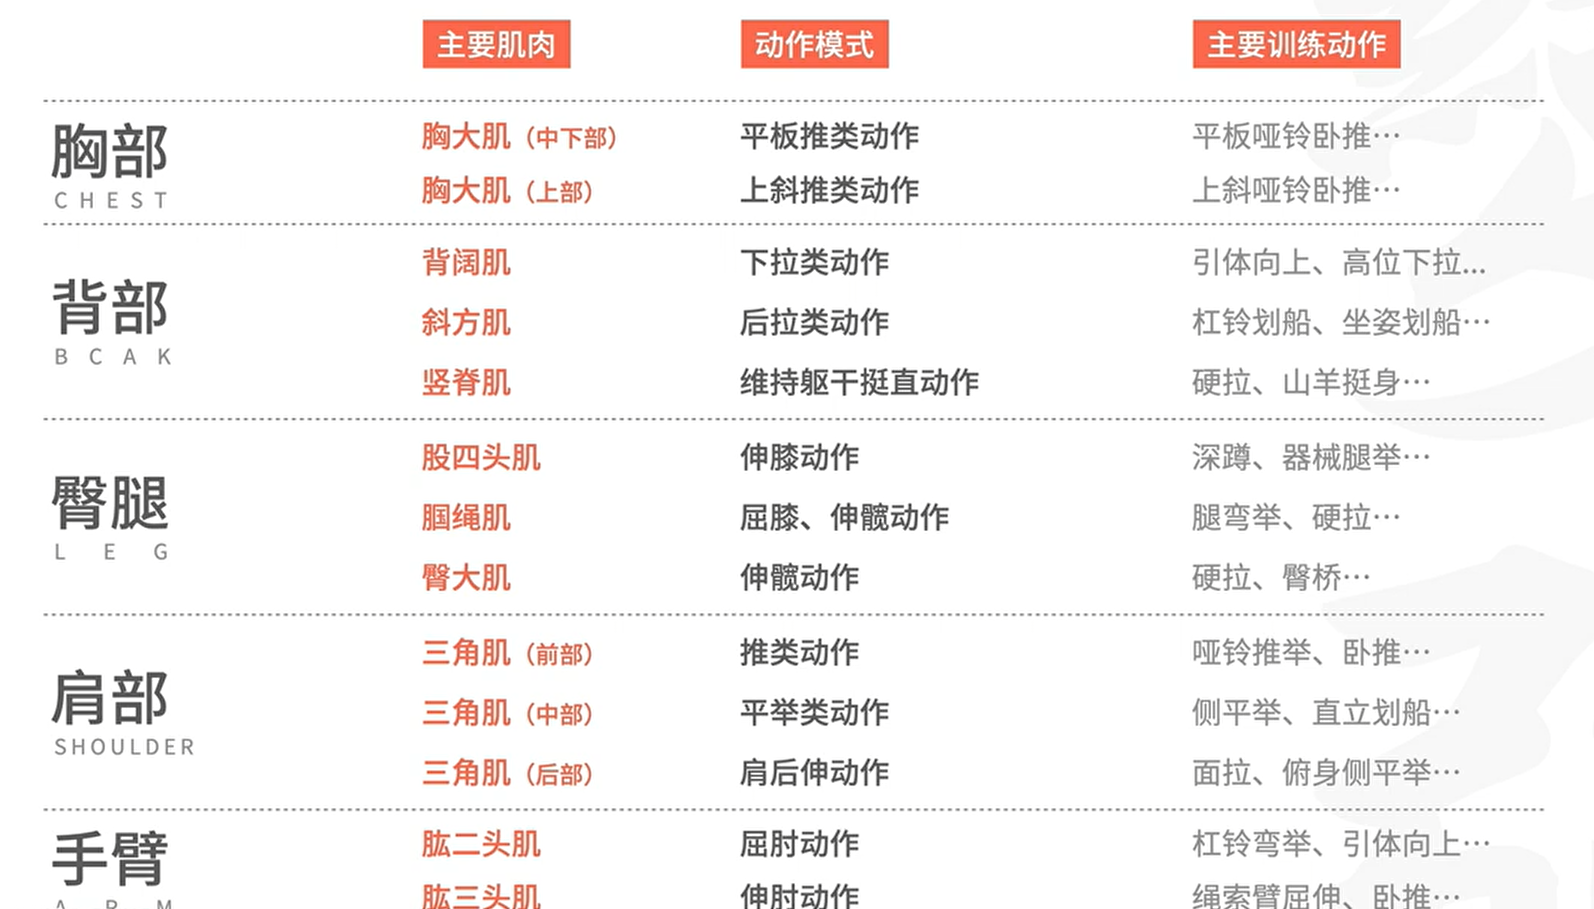 主要肌肉 动作模式 主要训练动作
胸部
CHEST
胸大肌（中下部） 平板推类动作 平板哑铃卧推…
胸大肌（上部） 上斜推类动作 上斜哑铃卧推…
背部
BCAK
背阔肌 下拉类动作 引体向上、高位下拉...
斜方肌 后拉类动作 杠铃划船、坐姿划船…
竖脊肌 维持躯干挺直动作 硬拉、山羊挺身…
臀腿
LEG
股四头肌 伸膝动作 深蹲、器械腿举…
腘绳肌 屈膝、伸髋动作 腿弯举、硬拉…
臀大肌 伸髋动作 硬拉、臀桥…
肩部
SHOULDER
三角肌（前部） 推类动作 哑铃推举、卧推…
三角肌（中部） 平举类动作 侧平举、直立划船…
三角肌（后部） 肩后伸动作 面拉、俯身侧平举…
手臂
ARM
肱二头肌 屈肘动作 杠铃弯举、引体向上…
肱三头肌 伸肘动作 绳索臂屈伸、卧推…